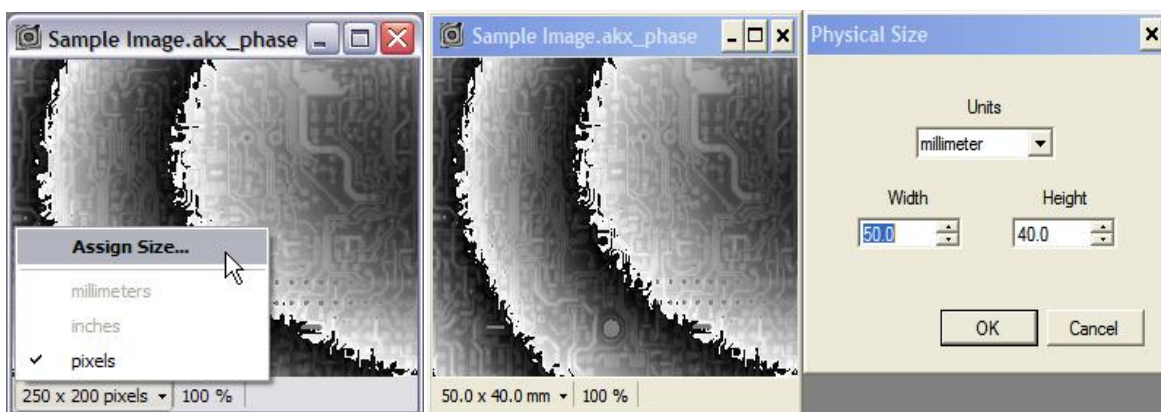 Sample Image.akx_phase
Assign Size...
millimeters
inches
pixels
250 x 200 pixels
100 %
Sample Image.akx_phase
50.0 x 40.0 mm
100 %
Physical Size
Units
millimeter
Width
Height
50.0
40.0
OK
Cancel